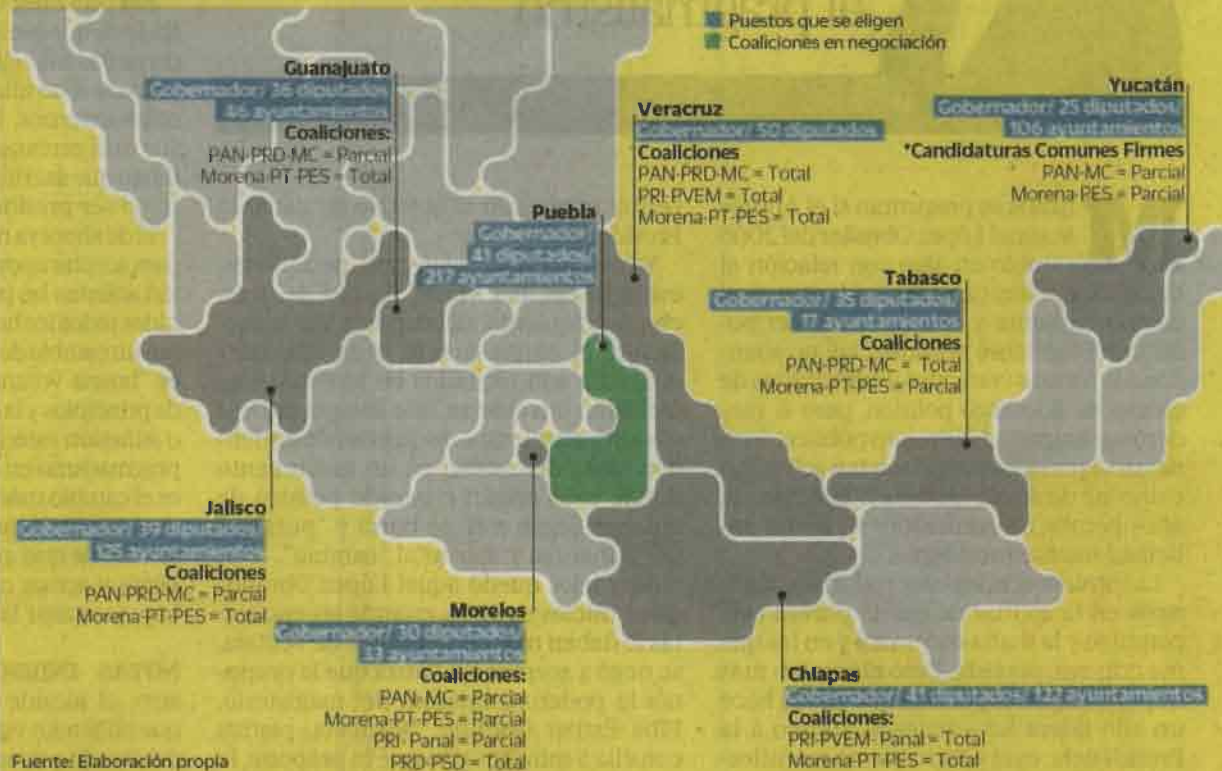 Puestos que se eligen
Coaliciones en negociación
Guanajuato
Gobernador/ 36 diputados
46 ayuntamientos
Coaliciones:
PAN-PRD-MC = Parcial
Morena-PT-PES = Total
Veracruz
Gobernador/ 50 diputados
Coaliciones
PAN-PRD-MC = Total
PRI-PVEM = Total
Morena-PT-PES = Total
Yucatán
Gobernador/ 25 diputados/
106 ayuntamientos
*Candidaturas Comunes Firmes
PAN-MC = Parcial
Morena-PES = Parcial
Puebla
Gobernador/
41 diputados/
217 ayuntamientos
Tabasco
Gobernador/ 35 diputados/
17 ayuntamientos
Coaliciones
PAN-PRD-MC = Total
Morena-PT-PES = Parcial
Jalisco
Gobernador/ 39 diputados/
125 ayuntamientos
Coaliciones
PAN-PRD-MC = Parcial
Morena-PT-PES = Total
Morelos
Gobernador/ 30 diputados/
33 ayuntamientos
Coaliciones:
PAN-MC = Parcial
Morena-PT-PES = Parcial
PRI-Panal = Parcial
PRD-PSD = Total
Chiapas
Gobernador/ 41 diputados/ 122 ayuntamientos
Coaliciones:
PRI-PVEM-Panal = Total
Morena-PT-PES = Total
Fuente: Elaboración propia